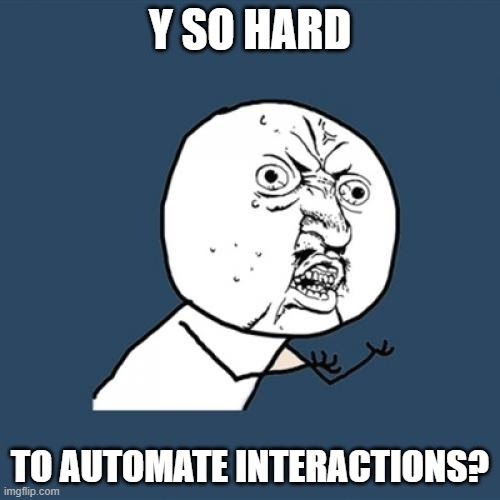 Y SO HARD
TO AUTOMATE INTERACTIONS?
imgflip.com